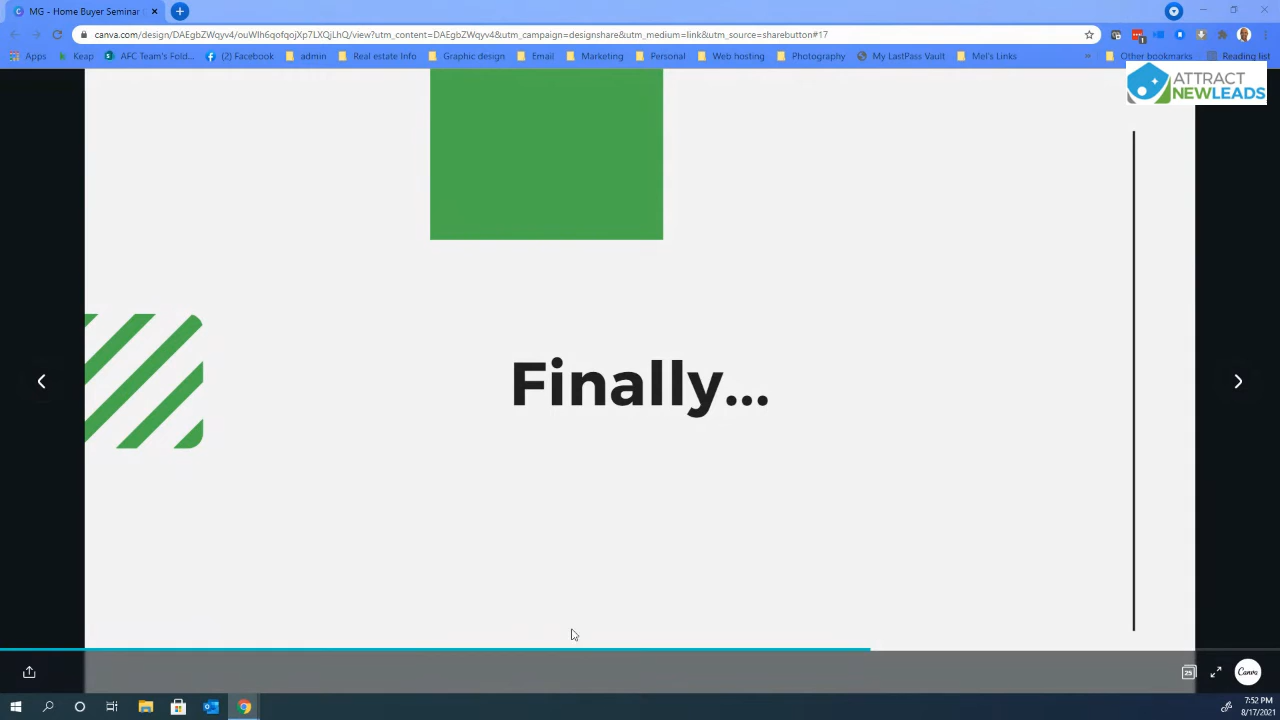 MG - Home Buyer Seminar
canva.com/design/DAEgbZWqyv4/ouWIh6qofqojXp7LXQjLhQ/view?utm_content=DAEgbZWqyv4&utm_campaign=designshare&utm_medium=link&utm_source=sharebutton#17
Apps Keap AFC Team's Fold... (2) Facebook admin Real estate Info Graphic design Email Marketing Personal Web hosting Photography My LastPass Vault Mel's Links » Other bookmarks Reading list
ATTRACT
NEWLEADS
Finally...
25
Canva
7:52 PM
8/17/2021